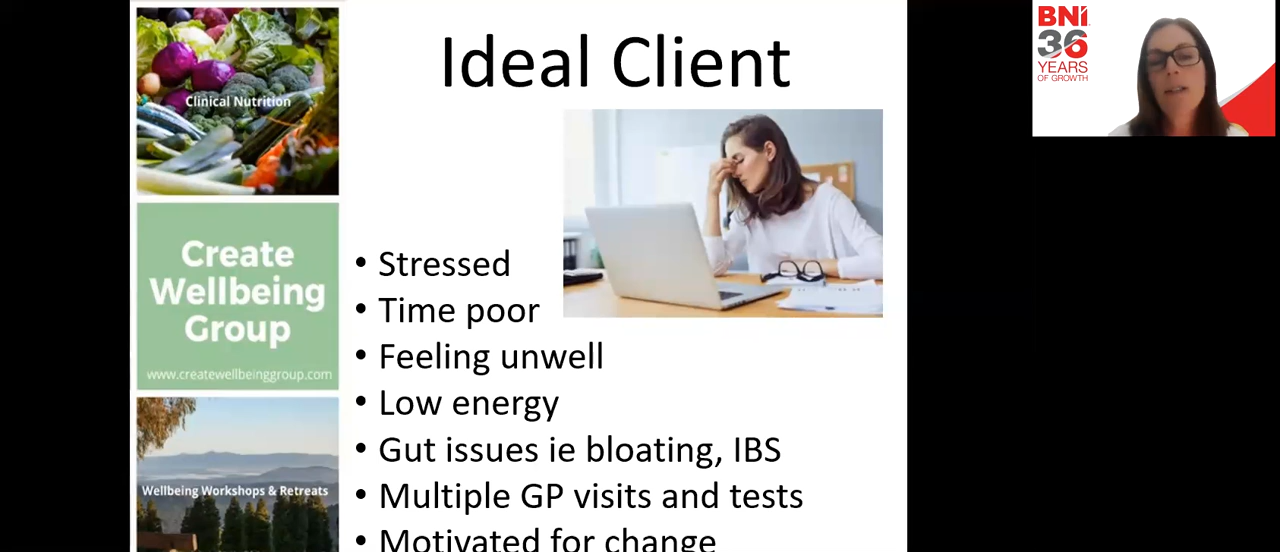 Ideal Client
Clinical Nutrition
Create
Wellbeing
Group
www.createwellbeinggroup.com
Wellbeing Workshops & Retreats
• Stressed
• Time poor
• Feeling unwell
• Low energy
• Gut issues ie bloating, IBS
• Multiple GP visits and tests
• Motivated for change
BNI
36
YEARS
OF GROWTH